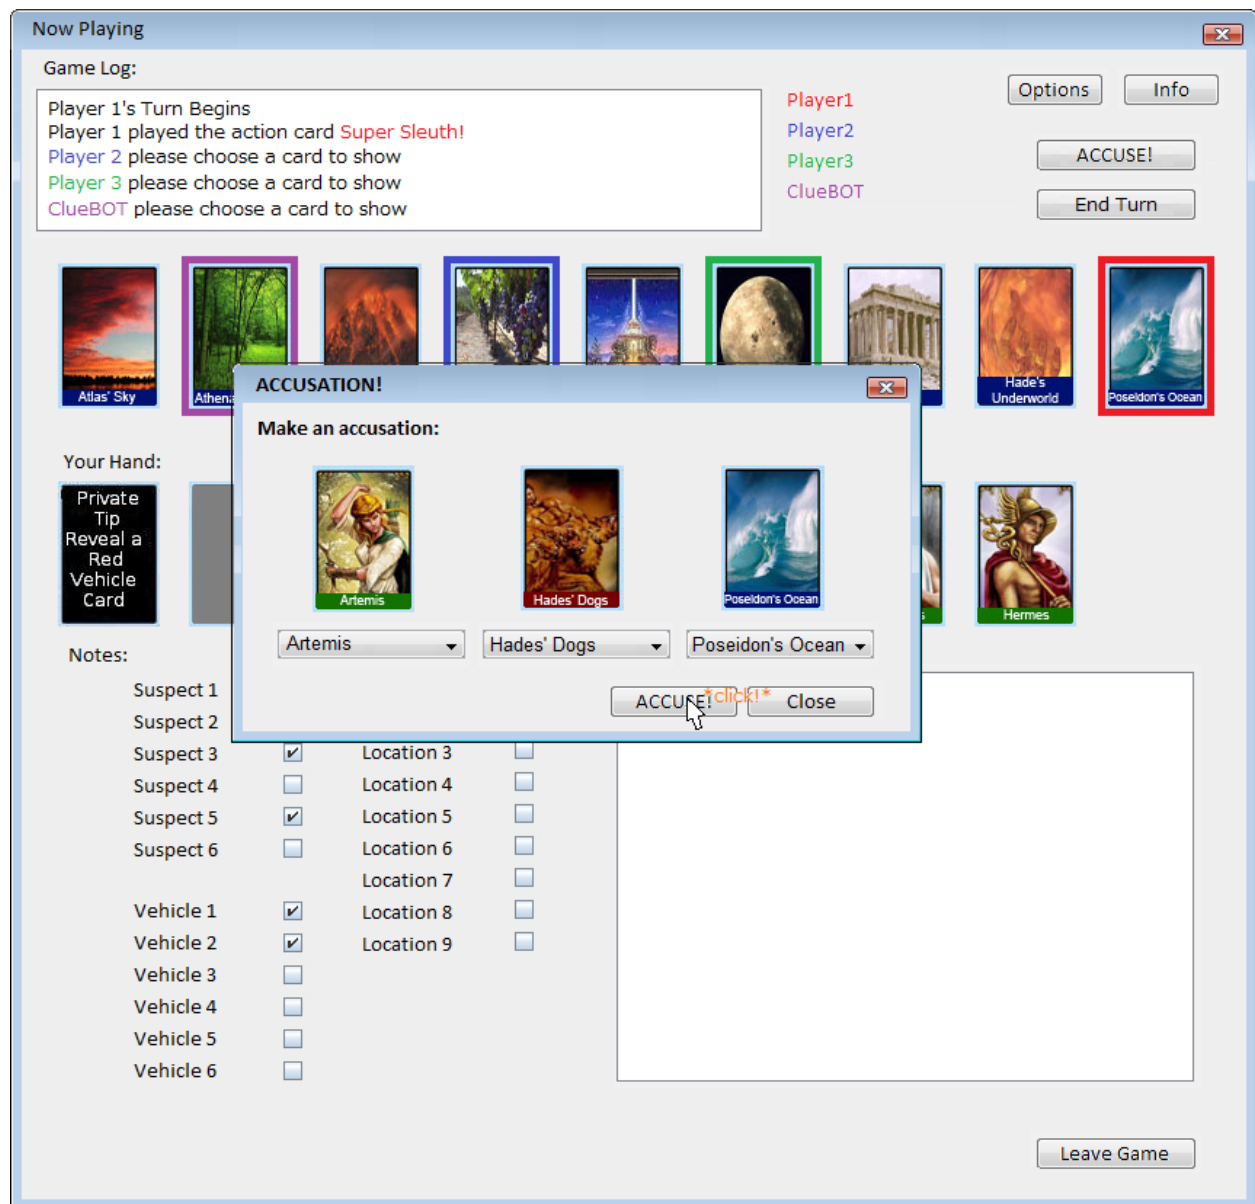 Now Playing
Game Log:
Player 1's Turn Begins
Player 1 played the action card Super Sleuth!
Player 2 please choose a card to show
Player 3 please choose a card to show
ClueBOT please choose a card to show
Player1
Player2
Player3
ClueBOT
Options
Info
ACCUSE!
End Turn
Atlas' Sky
Hade's
Underworld
Poseidon's Ocean
Your Hand:
Private
Tip
Reveal a
Red
Vehicle
Card
Hermes
ACCUSATION!
Make an accusation:
Artemis
Hades' Dogs
Poseidon's Ocean
Artemis
Hades' Dogs
Poseidon's Ocean
ACCUSE!
*click!*
Close
Notes:
Suspect 1
Suspect 2
Suspect 3
Suspect 4
Suspect 5
Suspect 6
Vehicle 1
Vehicle 2
Vehicle 3
Vehicle 4
Vehicle 5
Vehicle 6
Location 3
Location 4
Location 5
Location 6
Location 7
Location 8
Location 9
Leave Game